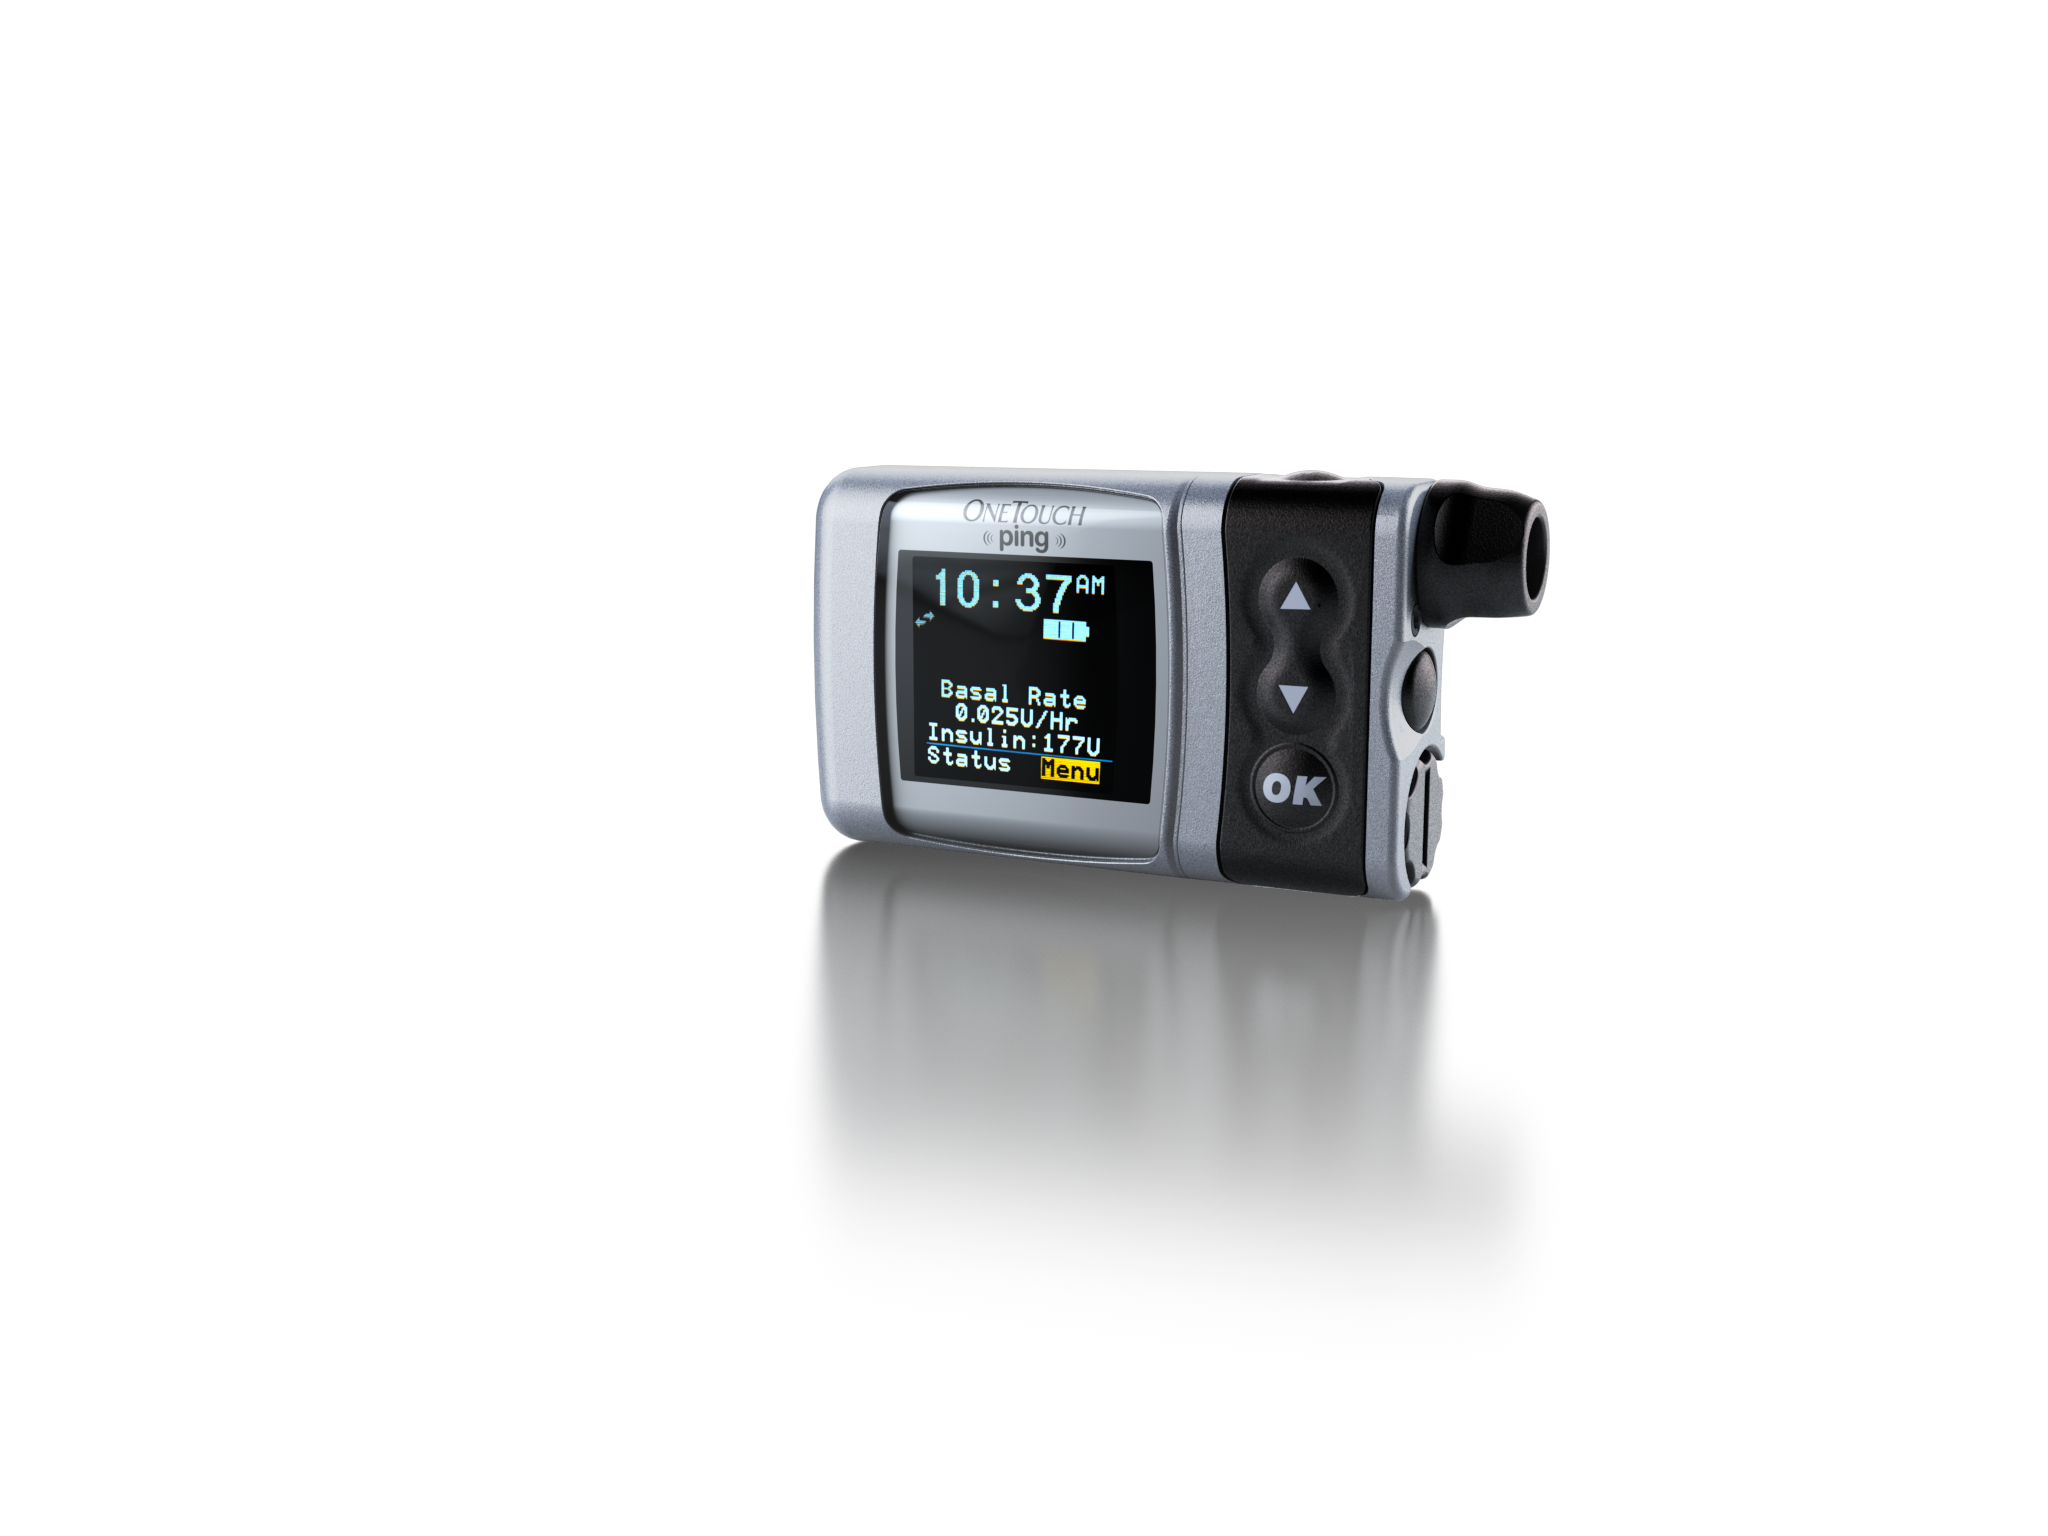 ONETOUCH
ping
10:37AM
Basal Rate
0.025U/Hr
Insulin:177U
Status Menu
OK